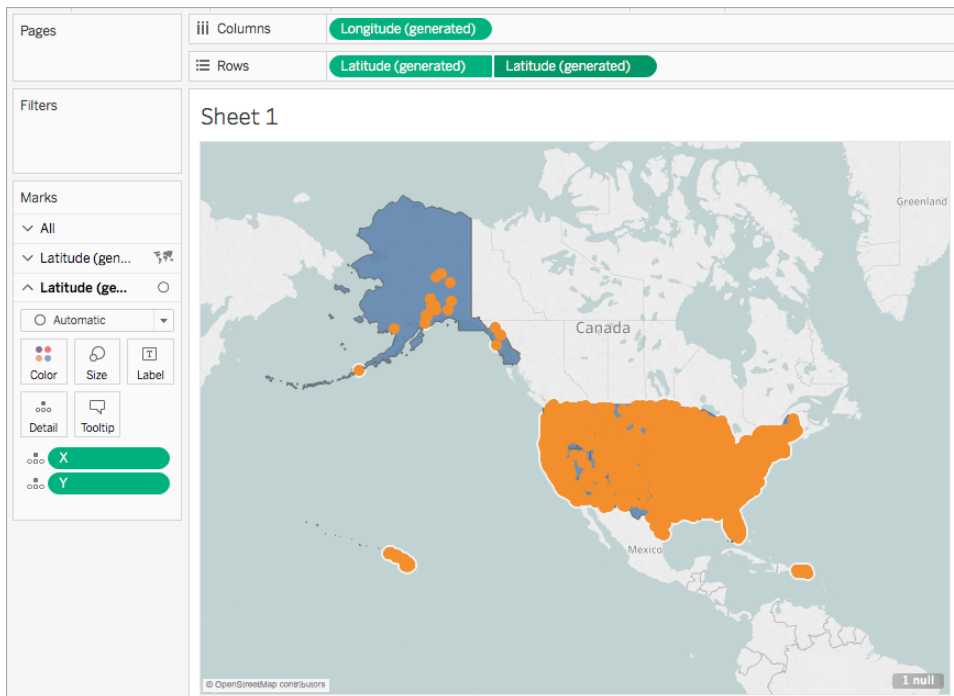 Pages
Columns
Longitude (generated)
Rows
Latitude (generated)
Latitude (generated)
Filters
Sheet 1
Marks
All
Latitude (gen...
Latitude (ge...
Automatic
Color
Size
Label
Detail
Tooltip
X
Y
Greenland
Canada
Mexico
© OpenStreetMap contributors
1 null